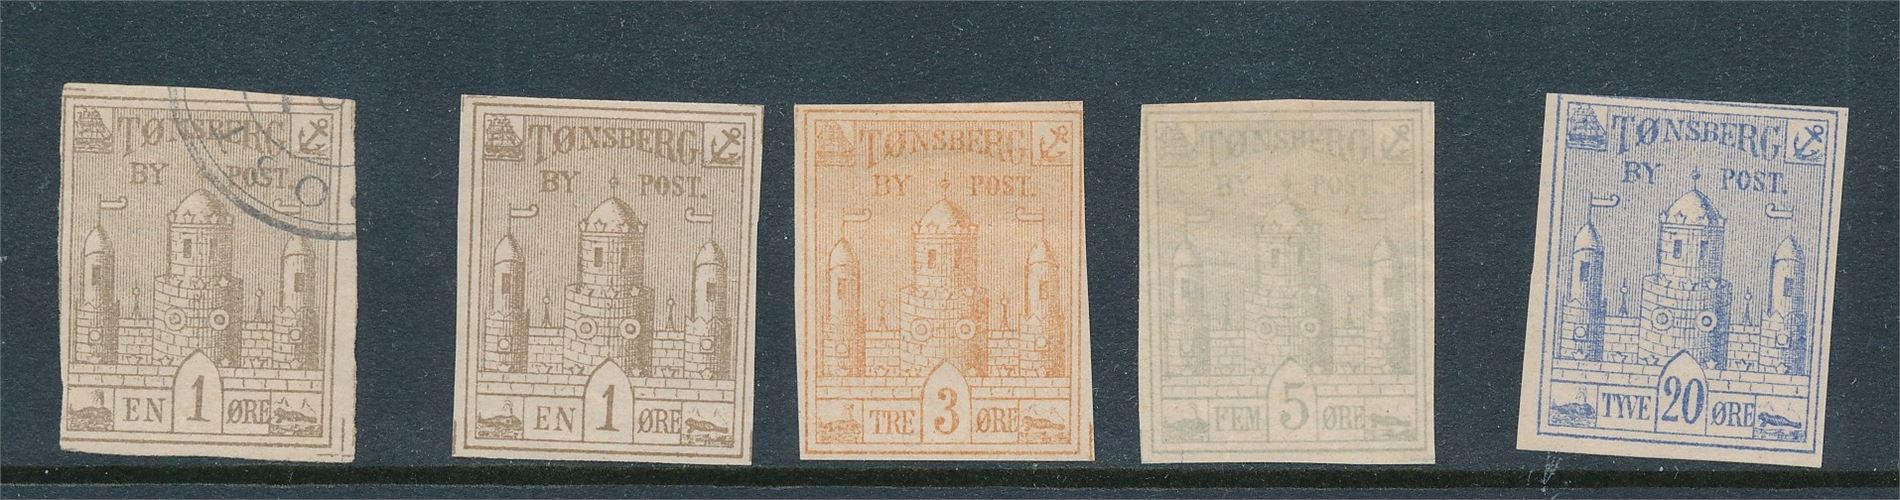 TØNSBERG
BY POST.
EN 1 ØRE
TØNSBERG
BY POST.
EN 1 ØRE
TØNSBERG
BY POST.
TRE 3 ØRE
TØNSBERG
BY POST.
FEM 5 ØRE
TØNSBERG
BY POST.
TYVE 20 ØRE